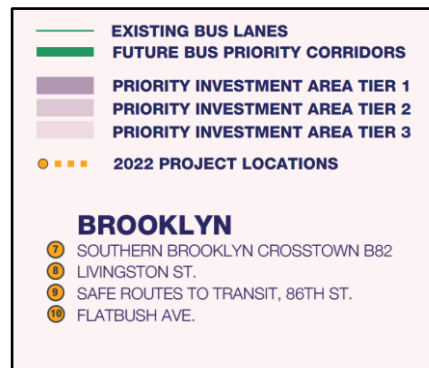 EXISTING BUS LANES
FUTURE BUS PRIORITY CORRIDORS
PRIORITY INVESTMENT AREA TIER 1
PRIORITY INVESTMENT AREA TIER 2
PRIORITY INVESTMENT AREA TIER 3
2022 PROJECT LOCATIONS
BROOKLYN
7 SOUTHERN BROOKLYN CROSSTOWN B82
8 LIVINGSTON ST.
9 SAFE ROUTES TO TRANSIT, 86TH ST.
10 FLATBUSH AVE.